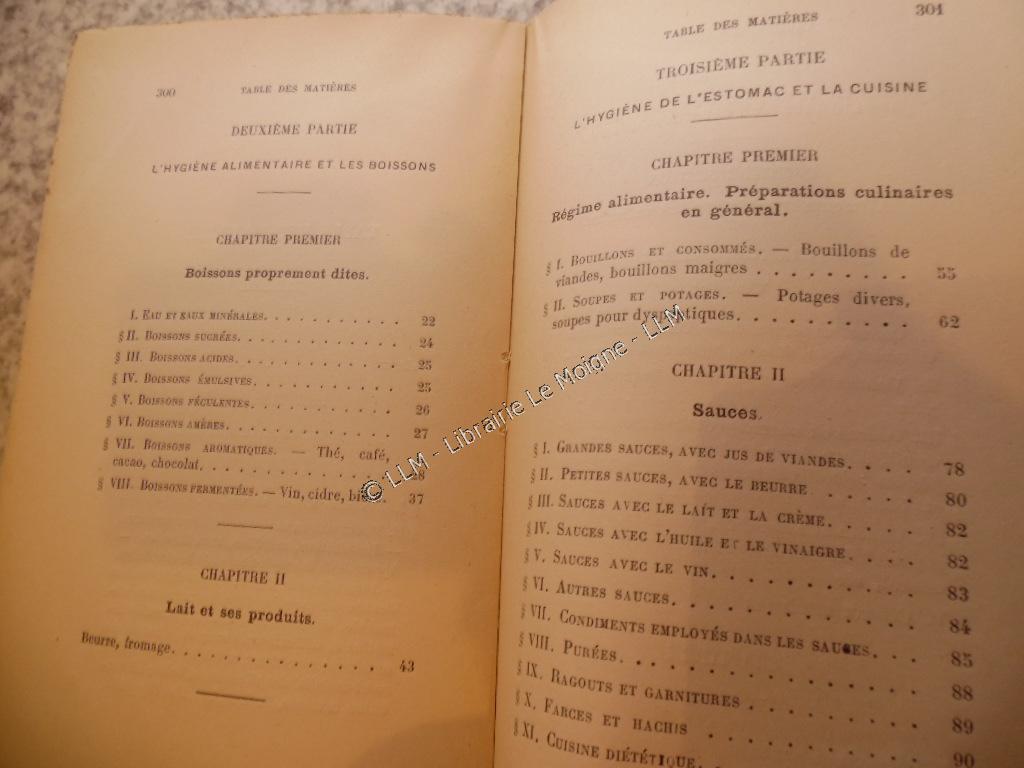 300 TABLE DES MATIÈRES
DEUXIÈME PARTIE
L'HYGIÈNE ALIMENTAIRE ET LES BOISSONS
CHAPITRE PREMIER
Boissons proprement dites.
I. EAU ET EAUX MINÉRALES. . . . . . . . . . . 22
§ II. BOISSONS SUCRÉES. . . . . . . . . . . . . 24
§ III. BOISSONS ACIDES. . . . . . . . . . . . . 25
§ IV. BOISSONS ÉMULSIVES. . . . . . . . . . . . 25
§ V. BOISSONS FÉCULENTES. . . . . . . . . . . . 26
§ VI. BOISSONS AMÈRES. . . . . . . . . . . . . 27
§ VII. BOISSONS AROMATIQUES. — Thé, café,
cacao, chocolat. . . . . . . . . . . . . 28
§ VIII. BOISSONS FERMENTÉES. — Vin, cidre, 37
CHAPITRE II
Lait et ses produits.
Beurre, fromage. . . . . . . . . . . . . . 43
TABLE DES MATIÈRES 301
TROISIÈME PARTIE
L'HYGIÈNE DE L'ESTOMAC ET LA CUISINE
CHAPITRE PREMIER
Régime alimentaire. Préparations culinaires
en général.
§ I. BOUILLONS ET CONSOMMÉS. — Bouillons de
viandes, bouillons maigres . . . . . . . . . 55
§ II. SOUPES ET POTAGES. — Potages divers,
soupes pour dyspeptiques. . . . . . . . . . 62
CHAPITRE II
Sauces.
§ I. GRANDES SAUCES, AVEC JUS DE VIANDES. . . . . 78
§ II. PETITES SAUCES, AVEC LE BEURRE . . . . . . 80
§ III. SAUCES AVEC LE LAIT ET LA CRÈME. . . . . . 82
§ IV. SAUCES AVEC L'HUILE ET LE VINAIGRE. . . . . 82
§ V. SAUCES AVEC LE VIN. . . . . . . . . . . . 83
§ VI. AUTRES SAUCES. . . . . . . . . . . . . . 84
§ VII. CONDIMENTS EMPLOYÉS DANS LES SAUCES. . . . 85
§ VIII. PURÉES. . . . . . . . . . . . . . . . . 88
§ IX. RAGOUTS ET GARNITURES . . . . . . . . . . 89
§ X. FARCES ET HACHIS . . . . . . . . . . . . . 90
§ XI. CUISINE DIÉTÉTIQUE. . . . . . . .
© LLM - Librairie Le Moigne - LLM